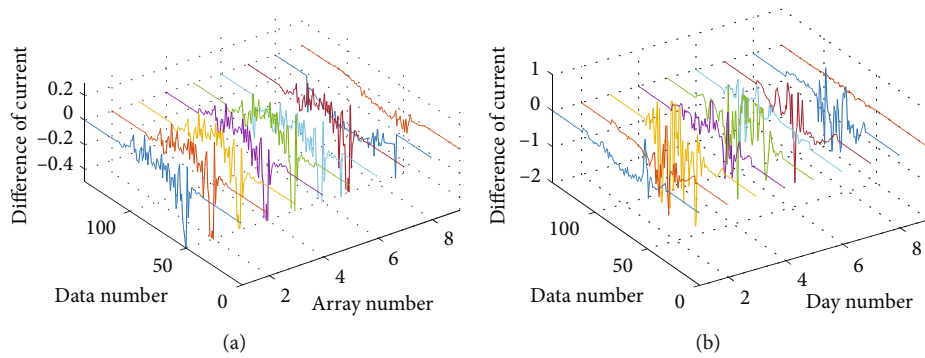 Difference of current
0.2
0
−0.2
−0.4
100
50
0
Data number
2
4
6
8
Array number
(a)
Difference of current
1
0
−1
−2
100
50
0
Data number
2
4
6
8
Day number
(b)